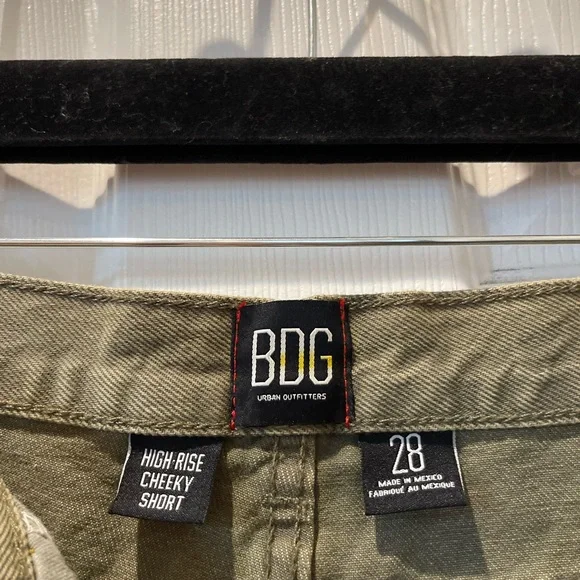 BDG
URBAN OUTFITTERS
HIGH-RISE
CHEEKY
SHORT
28
MADE IN MEXICO
FABRIQUÉ AU MEXIQUE